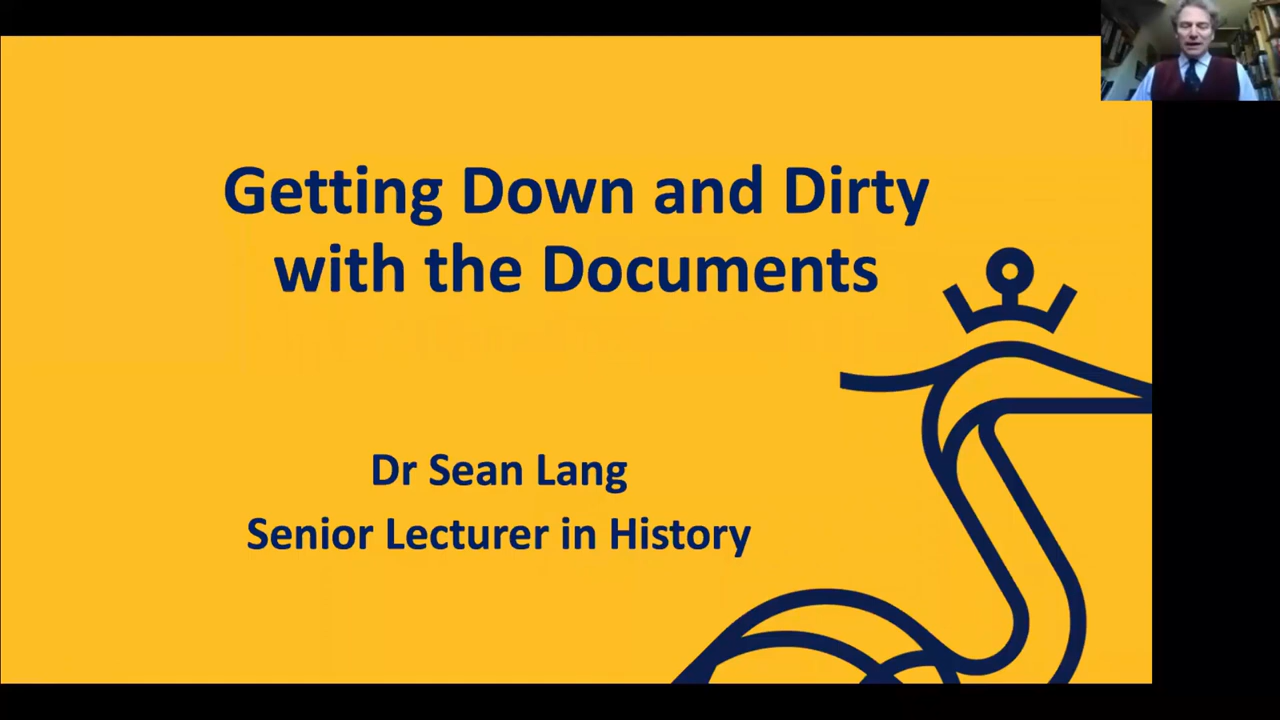 Getting Down and Dirty
with the Documents
Dr Sean Lang
Senior Lecturer in History